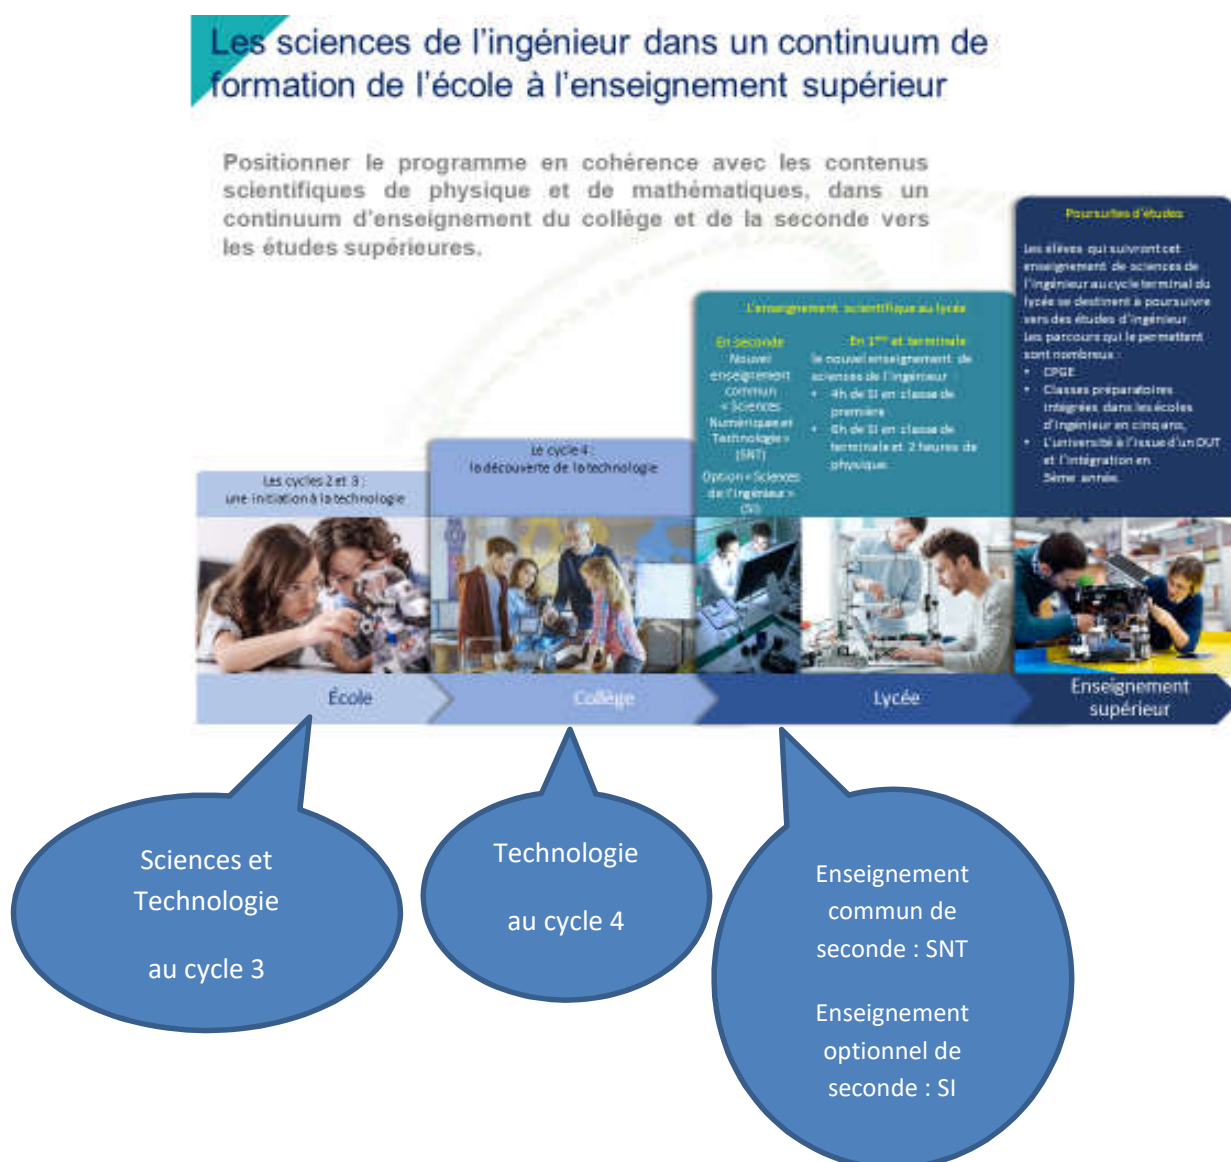 Les sciences de l'ingénieur dans un continuum de
formation de l'école à l'enseignement supérieur
Positionner le programme en cohérence avec les contenus
scientifiques de physique et de mathématiques, dans un
continuum d'enseignement du collège et de la seconde vers
les études supérieures.
Les cycles 2 et 3 :
une initiation à la technologie
Le cycle 4 :
la découverte de la technologie
L'enseignement scientifique au lycée
En seconde
Nouvel
enseignement
commun
« Sciences
Numérique et
Technologie »
(SNT)
Option « Sciences
de l'Ingénieur »
(SI)
En 1ère et terminale
le nouvel enseignement de
sciences de l'ingénieur :
• 4h de SI en classe de
première
• 6h de SI en classe de
terminale et 2 heures de
physique.
Poursuites d'études
Les élèves qui suivront cet
enseignement de sciences de
l'ingénieur au cycle terminal du
lycée se destinent à poursuivre
vers des études d'ingénieur.
Les parcours qui le permettent
sont nombreux :
• CPGE
• Classes préparatoires
intégrées dans les écoles
d'ingénieur en cinq ans,
• L'université à l'issue d'un DUT
et l'intégration en
3ème année.
École
Collège
Lycée
Enseignement
supérieur
Sciences et
Technologie
au cycle 3
Technologie
au cycle 4
Enseignement
commun de
seconde : SNT
Enseignement
optionnel de
seconde : SI